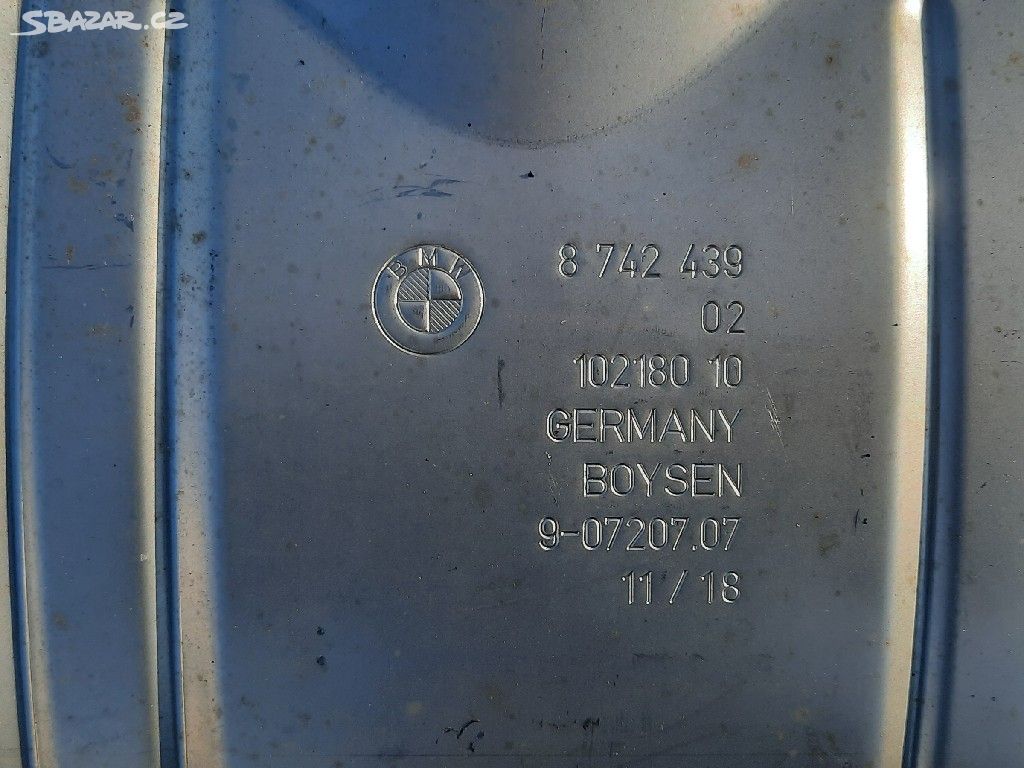 SBAZAR.CZ
BMW
8 742 439
02
102180 10
GERMANY
BOYSEN
9-07207.07
11 / 18